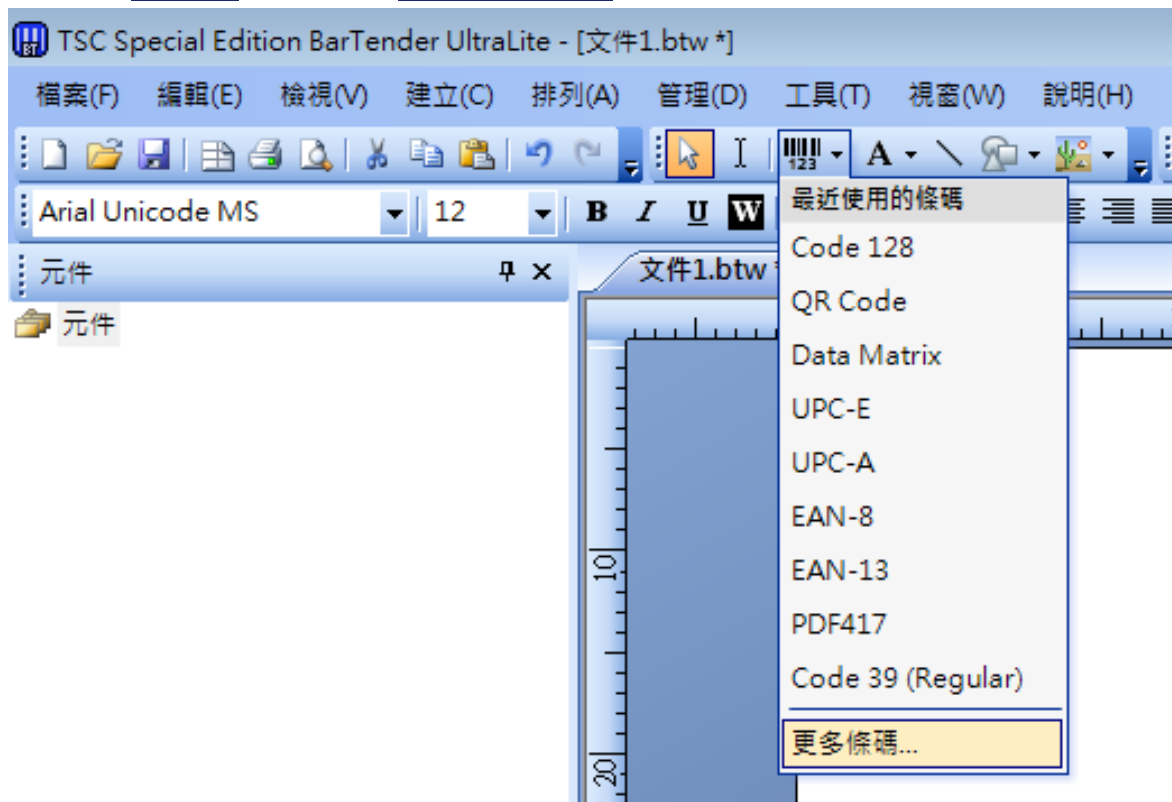 TSC Special Edition BarTender UltraLite - [文件1.btw *]
檔案(F) 編輯(E) 檢視(V) 建立(C) 排列(A) 管理(D) 工具(T) 視窗(W) 說明(H)
123 A
Arial Unicode MS 12 B I U W
最近使用的條碼
Code 128
QR Code
Data Matrix
UPC-E
UPC-A
EAN-8
EAN-13
PDF417
Code 39 (Regular)
更多條碼...
元件
元件
文件1.btw
10
20